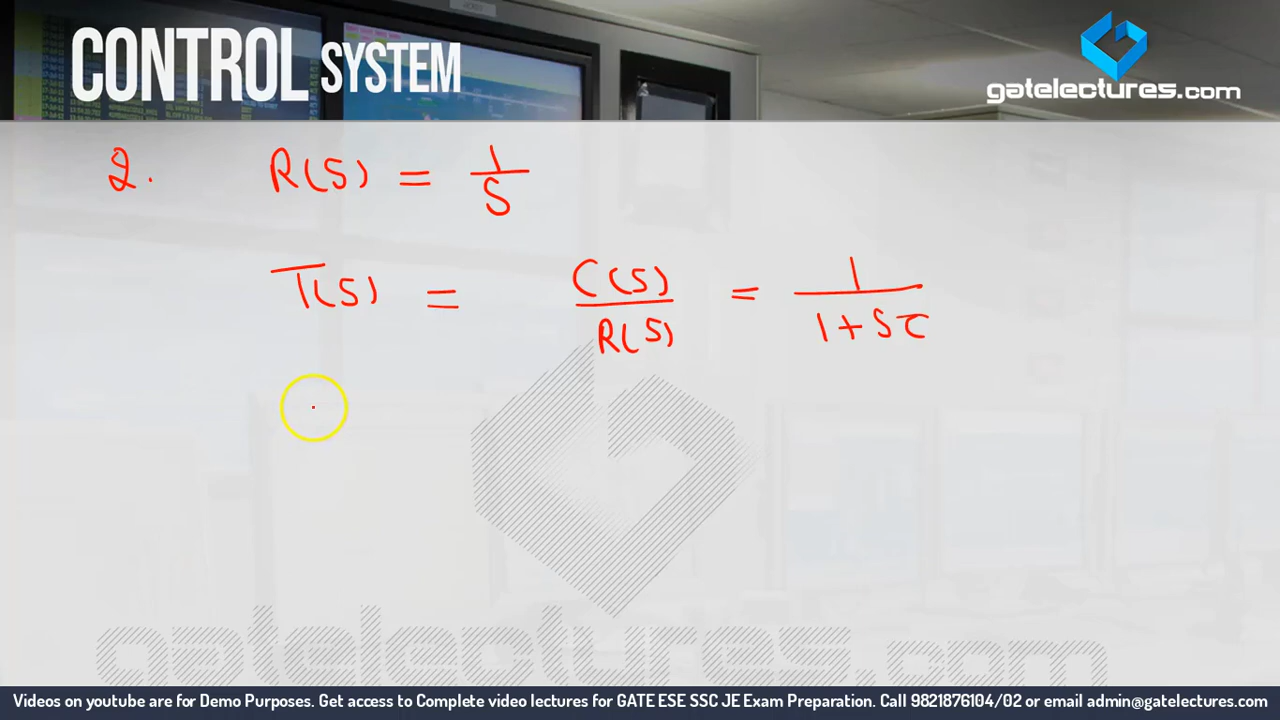 CONTROL SYSTEM
gatelectures.com
2. R(S) = 1/S
T(S) = C(S)/R(S) = 1/(1+Sτ)
gatelectures.com
Videos on youtube are for Demo Purposes. Get access to Complete video lectures for GATE ESE SSC JE Exam Preparation. Call 9821876104/02 or email admin@gatelectures.com